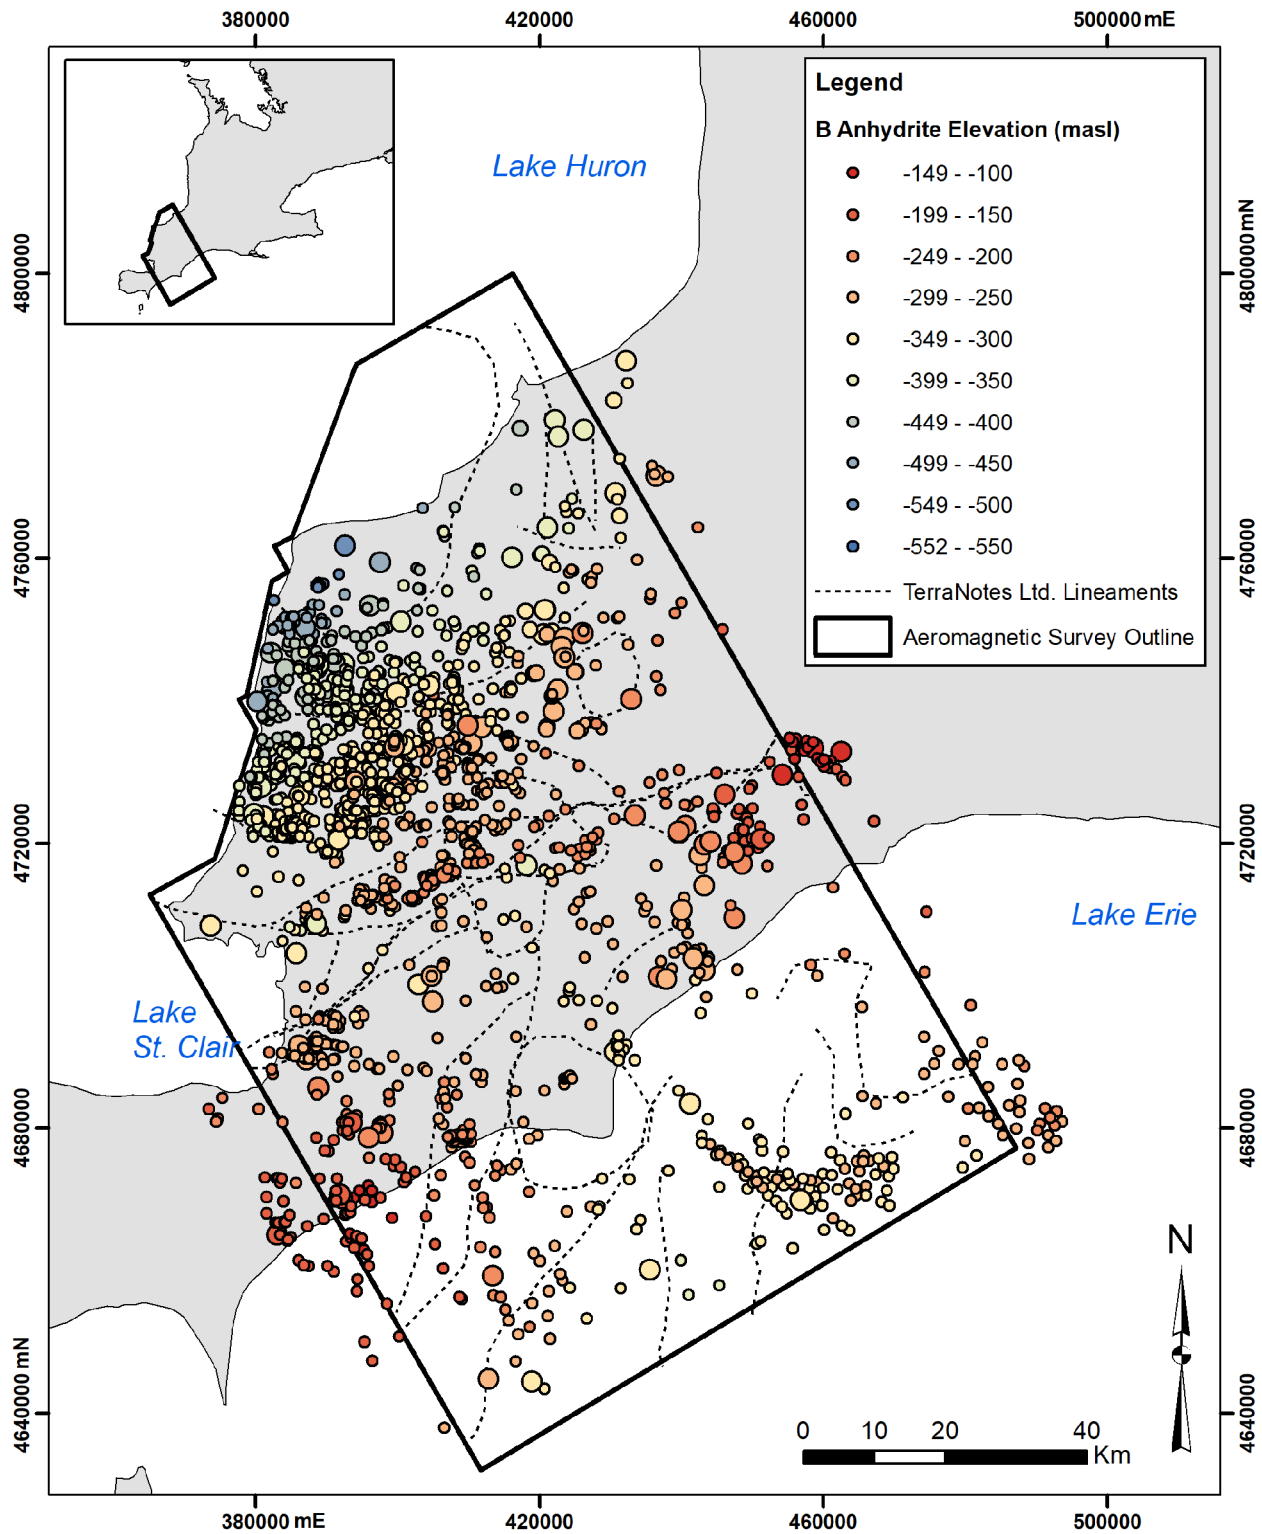 380000
420000
460000
500000 mE
Legend
B Anhydrite Elevation (masl)
-149 - -100
-199 - -150
-249 - -200
-299 - -250
-349 - -300
-399 - -350
-449 - -400
-499 - -450
-549 - -500
-552 - -550
TerraNotes Ltd. Lineaments
Aeromagnetic Survey Outline
Lake Huron
4800000
4800000mN
4760000
4760000
4720000
4720000
Lake Erie
Lake
St. Clair
4680000
4680000
N
4640000 mN
4640000
0
10
20
40
Km
380000 mE
420000
460000
500000